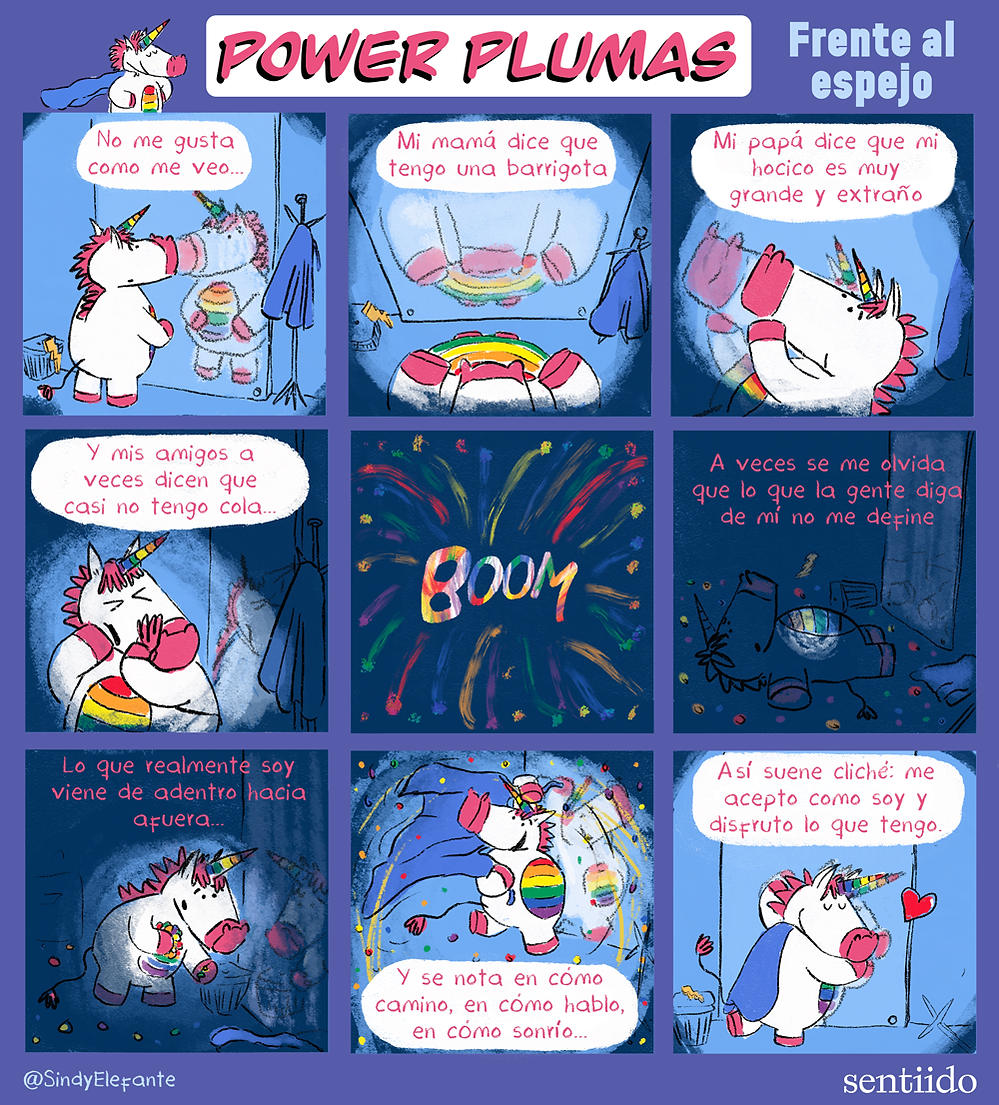 POWER PLUMAS
Frente al
espejo
No me gusta
como me veo...
Mi mamá dice que
tengo una barrigota
Mi papá dice que mi
hocico es muy
grande y extraño
Y mis amigos a
veces dicen que
casi no tengo cola...
BOOM
A veces se me olvida
que lo que la gente diga
de mí no me define
Lo que realmente soy
viene de adentro hacia
afuera...
Y se nota en cómo
camino, en cómo hablo,
en cómo sonrío...
Así suene cliché: me
acepto como soy y
disfruto lo que tengo.
@SindyElefante
sentiido